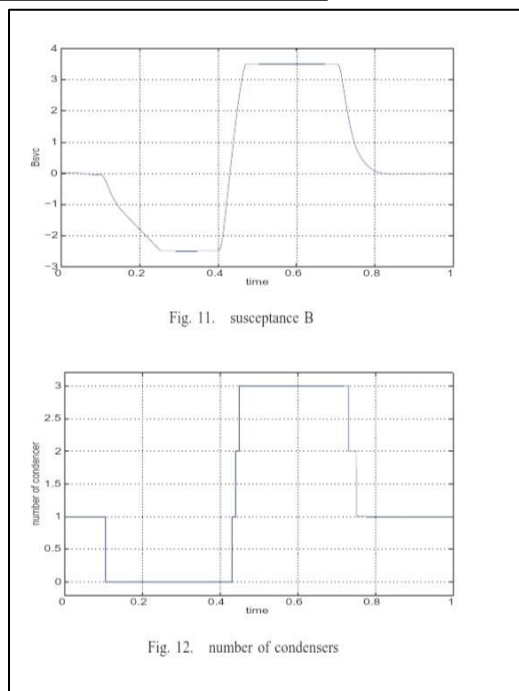 4
3
2
1
0
−1
−2
−3
Bsvc
0 0.2 0.4 0.6 0.8 1
time
Fig. 11. susceptance B
3
2.5
2
1.5
1
0.5
0
number of condencer
0 0.2 0.4 0.6 0.8 1
time
Fig. 12. number of condensers